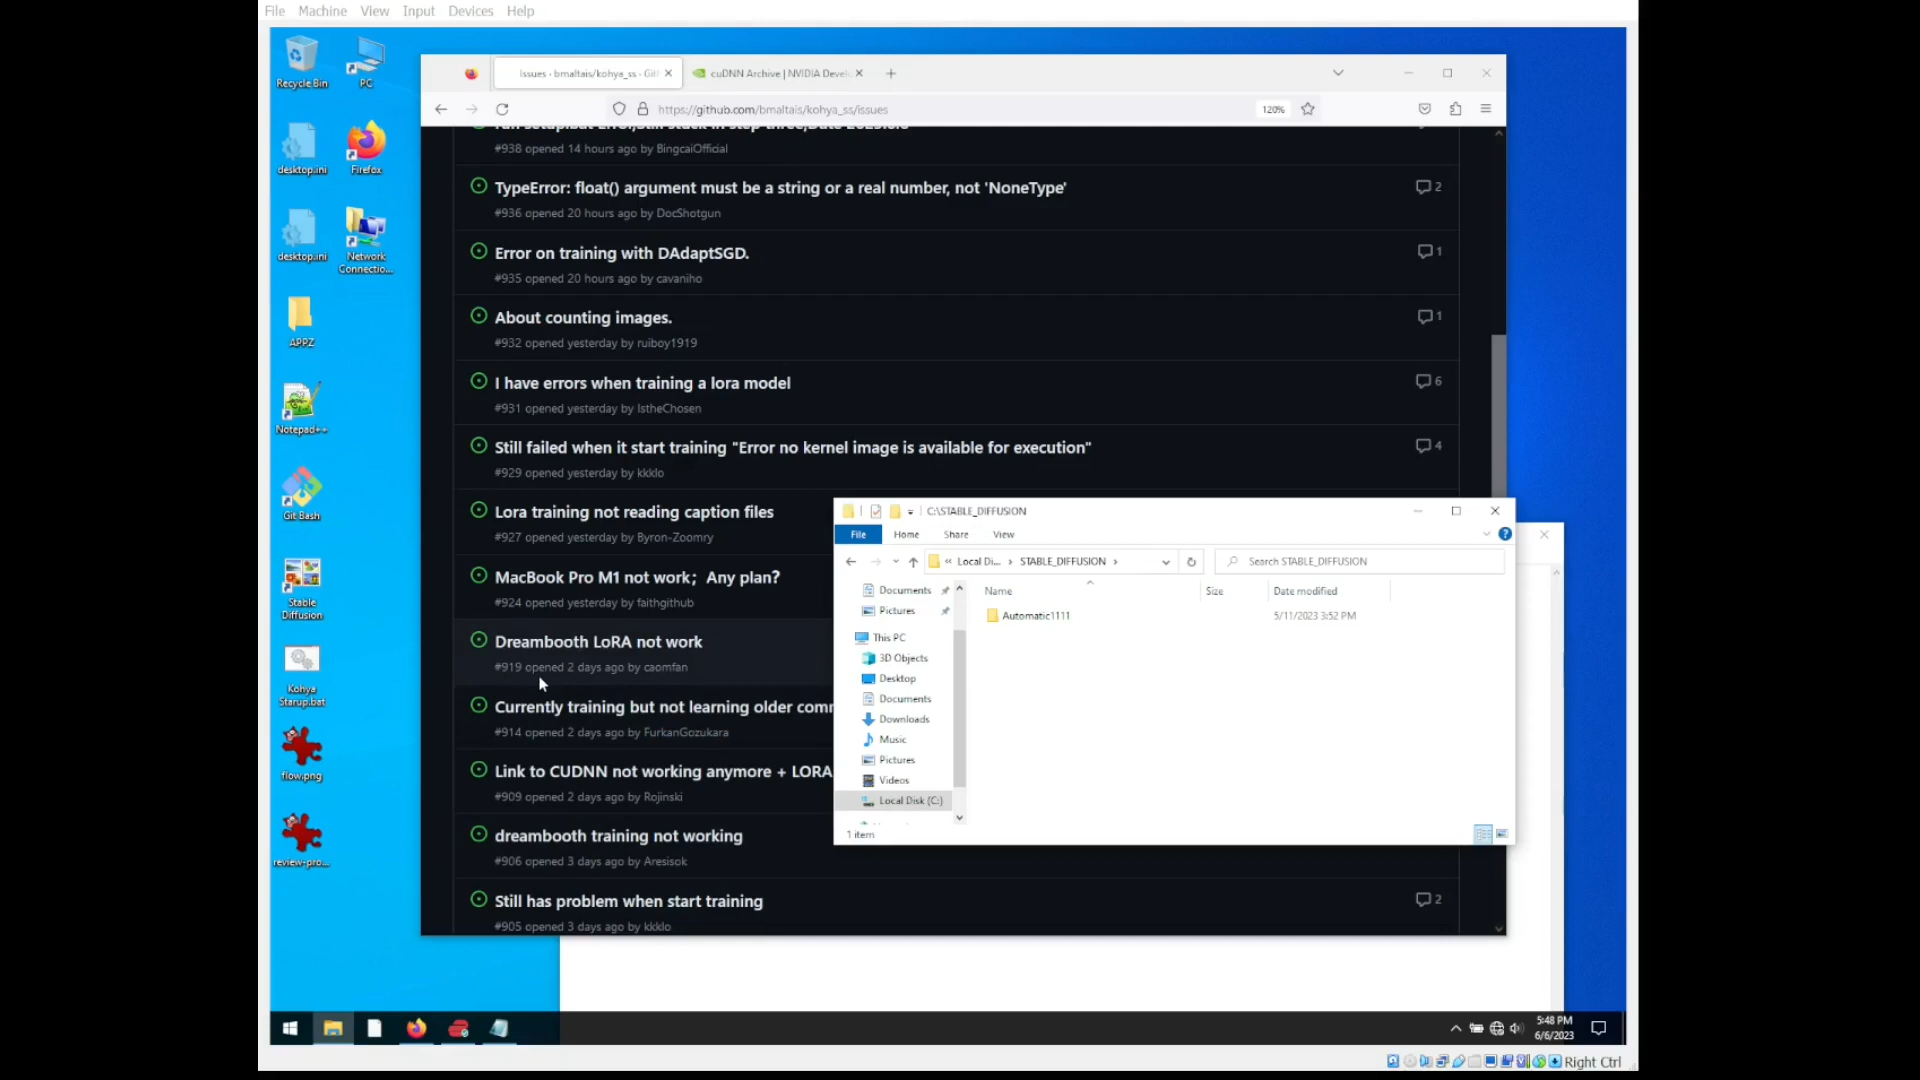 File Machine View Input Devices Help
Recycle Bin
PC
desktop.ini
Firefox
desktop.ini
Network
Connectio...
APPZ
Notepad++
Git Bash
Stable
Diffusion
Kohya
Starup.bat
flow.png
review-pro...
Issues · bmaltais/kohya_ss · Git
cuDNN Archive | NVIDIA Devel
https://github.com/bmaltais/kohya_ss/issues
120%
#938 opened 14 hours ago by BingcaiOfficial
TypeError: float() argument must be a string or a real number, not 'NoneType'
2
#936 opened 20 hours ago by DocShotgun
Error on training with DAdaptSGD.
1
#935 opened 20 hours ago by cavaniho
About counting images.
1
#932 opened yesterday by ruiboy1919
I have errors when training a lora model
6
#931 opened yesterday by IstheChosen
Still failed when it start training "Error no kernel image is available for execution"
4
#929 opened yesterday by kkklo
Lora training not reading caption files
#927 opened yesterday by Byron-Zoomry
MacBook Pro M1 not work；Any plan?
#924 opened yesterday by faithgithub
Dreambooth LoRA not work
#919 opened 2 days ago by caomfan
Currently training but not learning older comm
#914 opened 2 days ago by FurkanGozukara
Link to CUDNN not working anymore + LORA
#909 opened 2 days ago by Rojinski
dreambooth training not working
#906 opened 3 days ago by Aresisok
Still has problem when start training
2
#905 opened 3 days ago by kkklo
C:\STABLE_DIFFUSION
File Home Share View
« Local Di... › STABLE_DIFFUSION ›
Search STABLE_DIFFUSION
Name Size Date modified
Automatic1111 5/11/2023 3:52 PM
Documents
Pictures
This PC
3D Objects
Desktop
Documents
Downloads
Music
Pictures
Videos
Local Disk (C:)
1 item
5:48 PM
6/6/2023
Right Ctrl